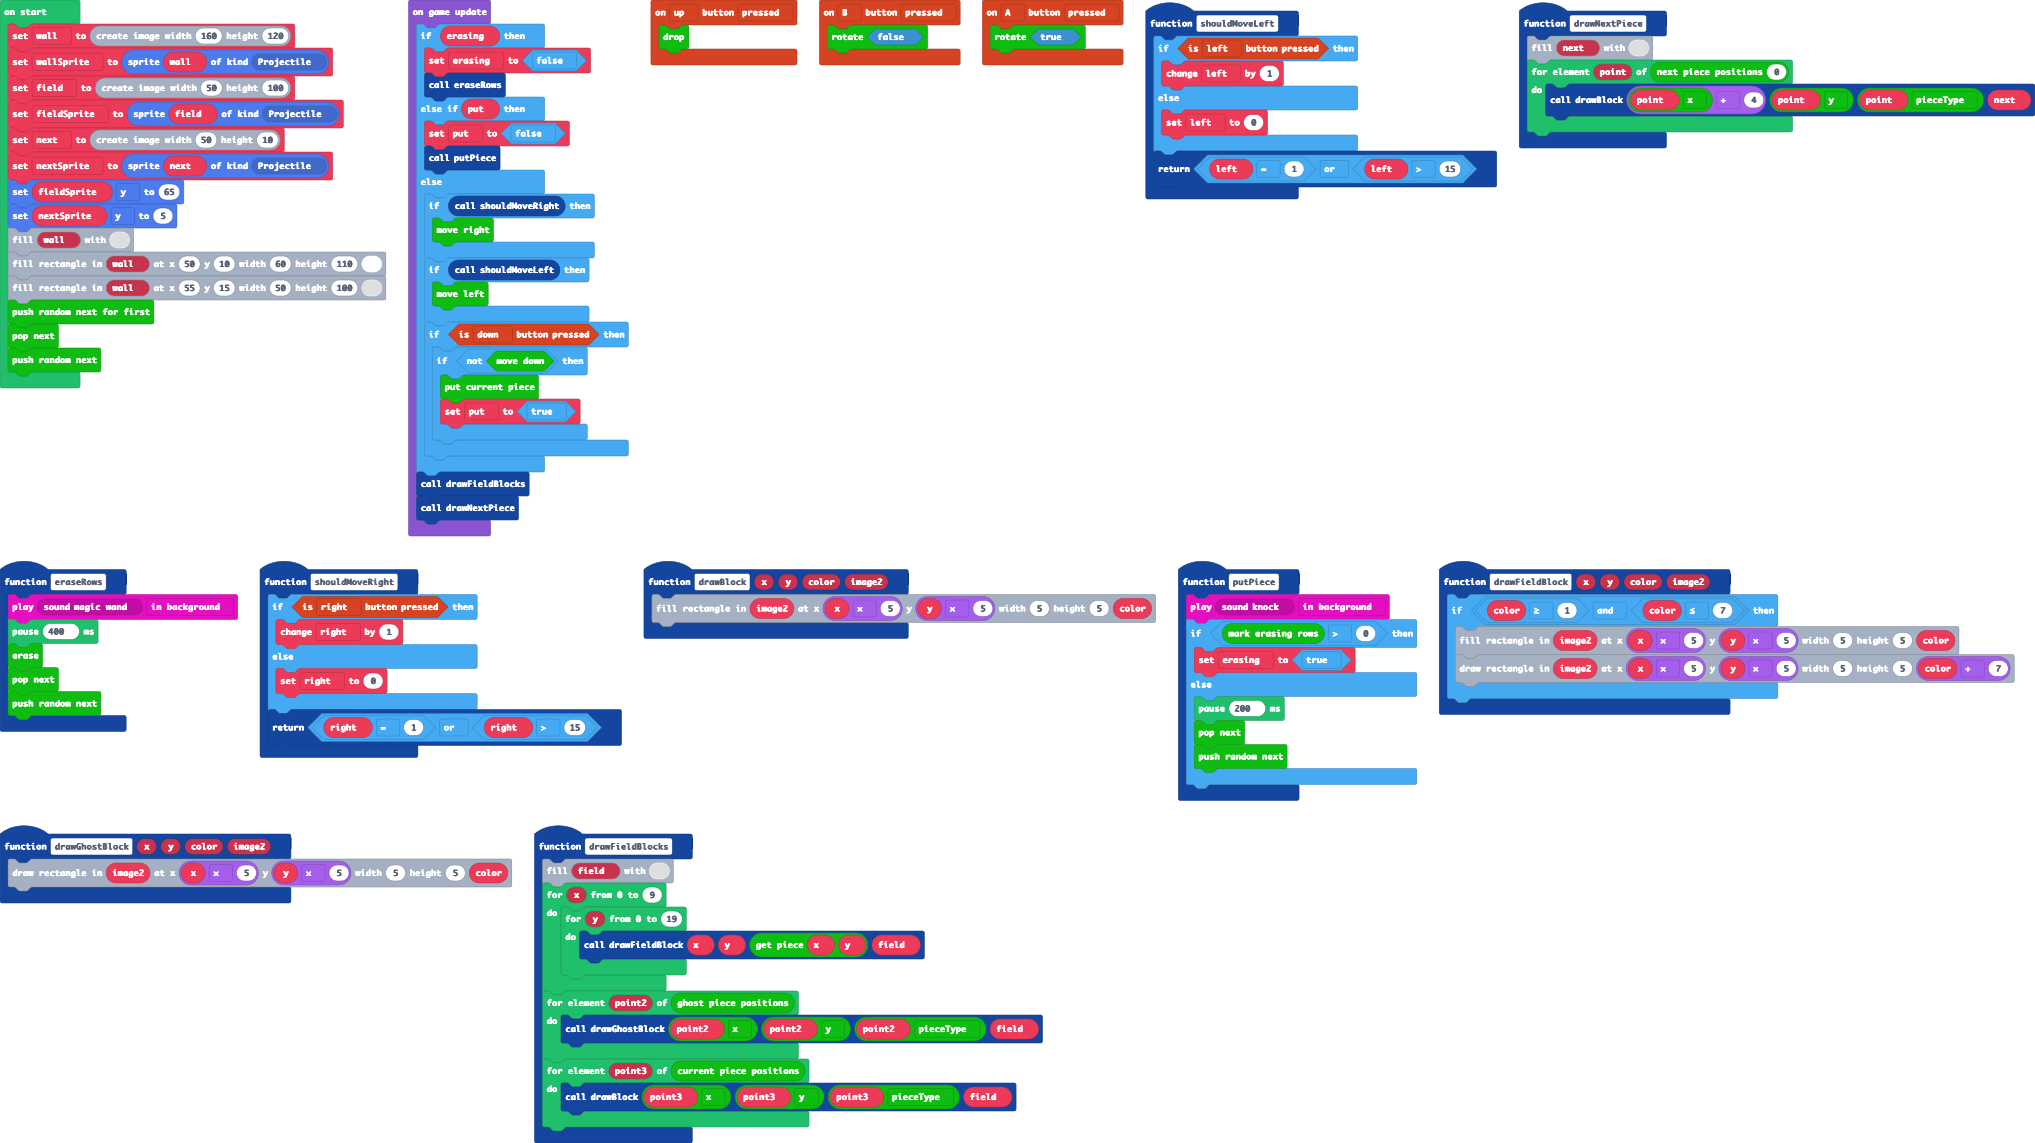 on start
set wall to create image width 160 height 120
set wallSprite to sprite wall of kind Projectile
set field to create image width 50 height 100
set fieldSprite to sprite field of kind Projectile
set next to create image width 50 height 10
set nextSprite to sprite next of kind Projectile
set fieldSprite y to 65
set nextSprite y to 5
fill wall with
fill rectangle in wall at x 50 y 10 width 60 height 110
fill rectangle in wall at x 55 y 15 width 50 height 100
push random next for first
pop next
push random next
on game update
if erasing then
set erasing to false
call eraseRows
else if put then
set put to false
call putPiece
else
if call shouldMoveRight then
move right
if call shouldMoveLeft then
move left
if is down button pressed then
if not move down then
put current piece
set put to true
call drawFieldBlocks
call drawNextPiece
on up button pressed
drop
on B button pressed
rotate false
on A button pressed
rotate true
function shouldMoveLeft
if is left button pressed then
change left by 1
else
set left to 0
return left = 1 or left > 15
function drawNextPiece
fill next with
for element point of next piece positions 0
do call drawBlock point x + 4 point y point pieceType next
function eraseRows
play sound magic wand in background
pause 400 ms
erase
pop next
push random next
function shouldMoveRight
if is right button pressed then
change right by 1
else
set right to 0
return right = 1 or right > 15
function drawBlock x y color image2
fill rectangle in image2 at x x × 5 y y × 5 width 5 height 5 color
function putPiece
play sound knock in background
if mark erasing rows > 0 then
set erasing to true
else
pause 200 ms
pop next
push random next
function drawFieldBlock x y color image2
if color ≥ 1 and color ≤ 7 then
fill rectangle in image2 at x x × 5 y y × 5 width 5 height 5 color
draw rectangle in image2 at x x × 5 y y × 5 width 5 height 5 color + 7
function drawGhostBlock x y color image2
draw rectangle in image2 at x x × 5 y y × 5 width 5 height 5 color
function drawFieldBlocks
fill field with
for x from 0 to 9
do for y from 0 to 19
do call drawFieldBlock x y get piece x y field
for element point2 of ghost piece positions
do call drawGhostBlock point2 x point2 y point2 pieceType field
for element point3 of current piece positions
do call drawBlock point3 x point3 y point3 pieceType field